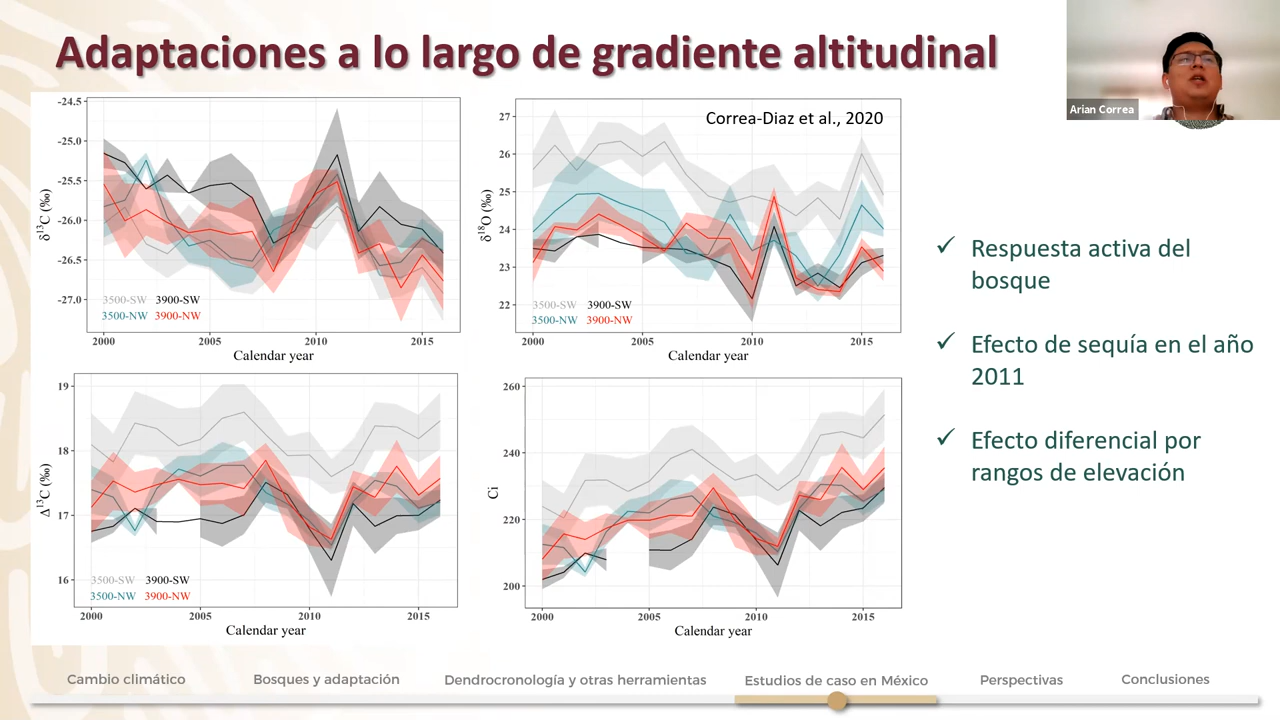 Adaptaciones a lo largo de gradiente altitudinal
Arian Correa
-24.5
-25.0
-25.5
-26.0
-26.5
-27.0
δ¹³C (‰)
3500-SW 3900-SW
3500-NW 3900-NW
2000 2005 2010 2015
Calendar year
Correa-Diaz et al., 2020
27
26
25
24
23
22
δ¹⁸O (‰)
3500-SW 3900-SW
3500-NW 3900-NW
2000 2005 2010 2015
Calendar year
19
18
17
16
Δ¹³C (‰)
3500-SW 3900-SW
3500-NW 3900-NW
2000 2005 2010 2015
Calendar year
260
240
220
200
Ci
2000 2005 2010 2015
Calendar year
✓ Respuesta activa del
bosque
✓ Efecto de sequía en el año
2011
✓ Efecto diferencial por
rangos de elevación
Cambio climático Bosques y adaptación Dendrocronología y otras herramientas Estudios de caso en México Perspectivas Conclusiones